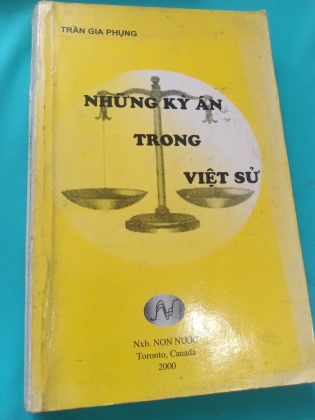 TRẦN GIA PHỤNG
NHỮNG KỲ ÁN
TRONG
VIỆT SỬ
Nxb. NON NƯỚC
Toronto, Canada
2000